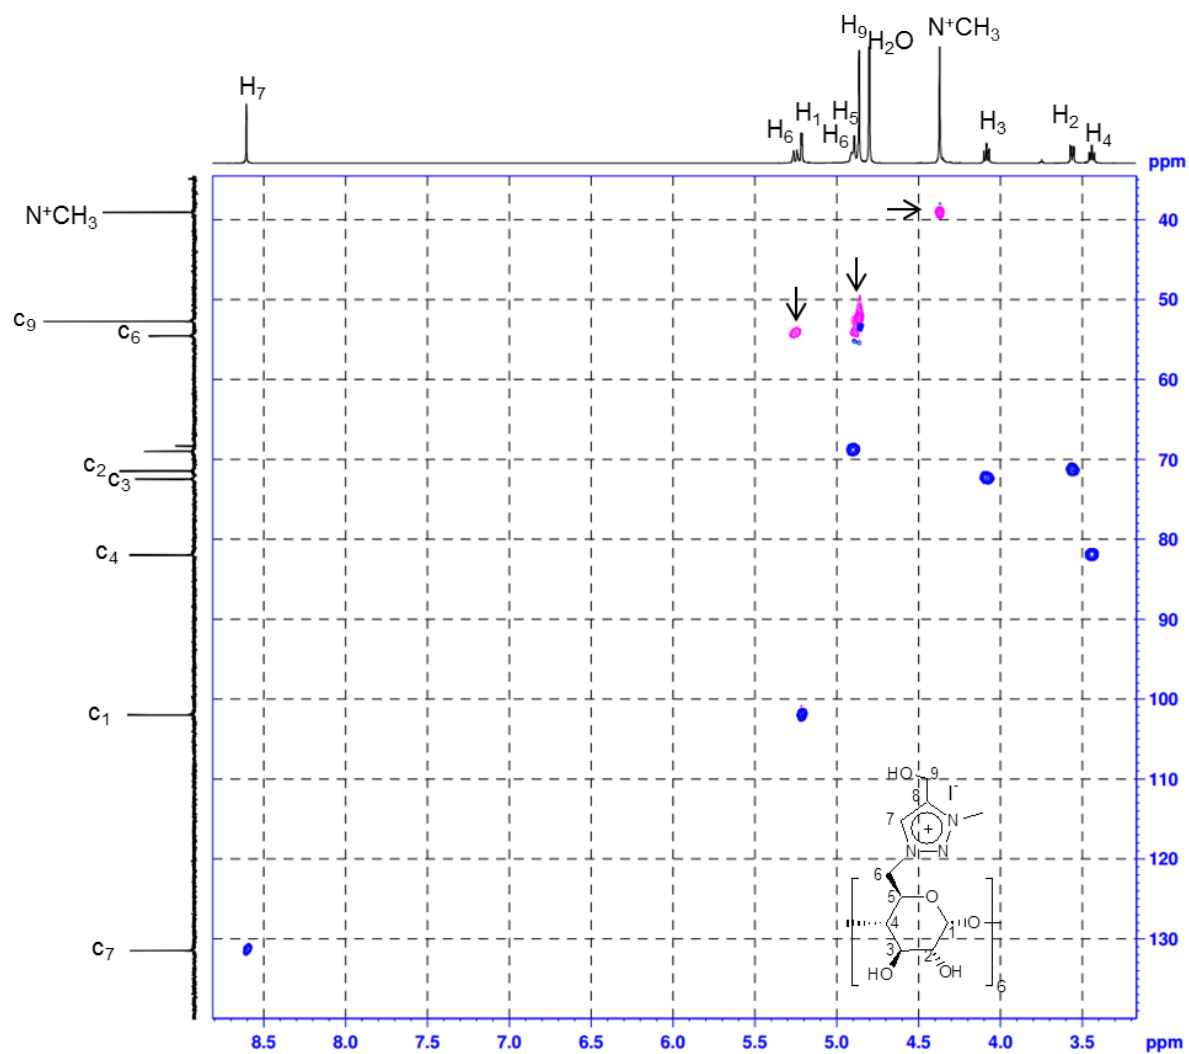 H₉
H₂O
N⁺CH₃
H₇
H₆
H₁
H₆
H₅
H₃
H₂
H₄
ppm
N⁺CH₃
C₉
C₆
C₂
C₃
C₄
C₁
C₇
40
50
60
70
80
90
100
110
120
130
HO
9
8
I⁻
7
N
+
N
N
6
5
O
4
1
O
3
2
HO
OH
6
8.5 8.0 7.5 7.0 6.5 6.0 5.5 5.0 4.5 4.0 3.5 ppm